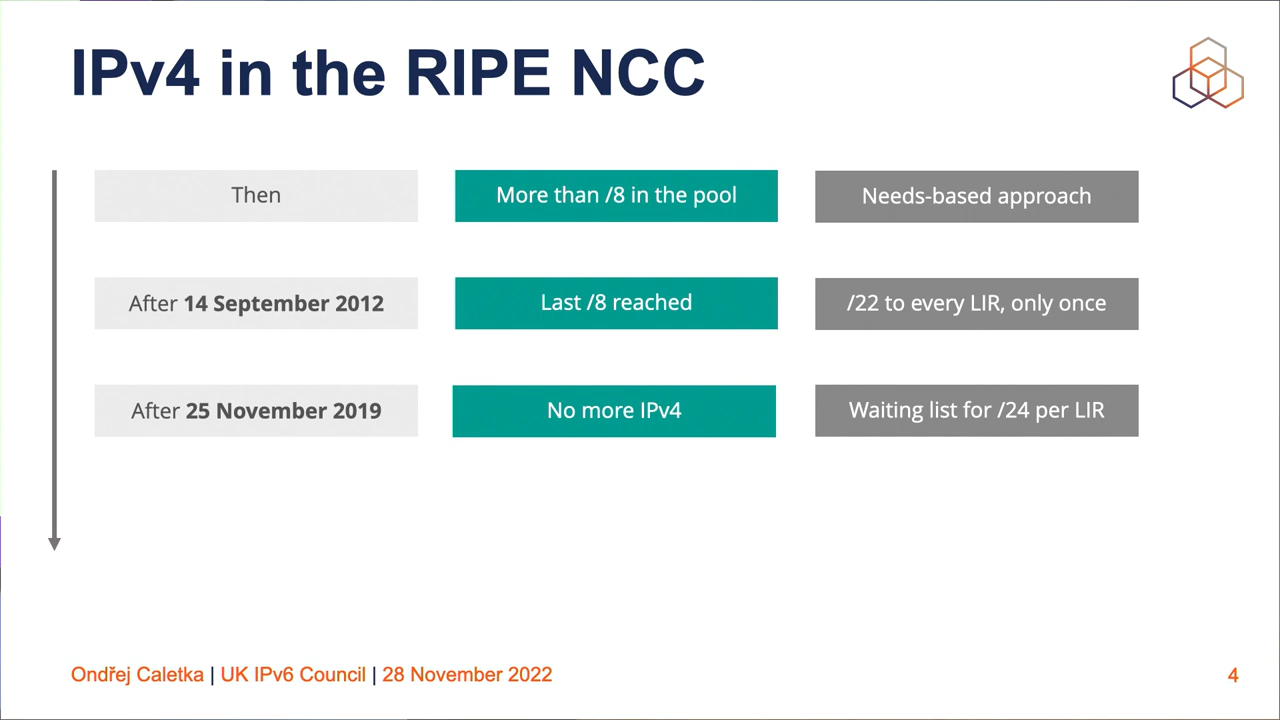 IPv4 in the RIPE NCC
Then
More than /8 in the pool
Needs-based approach
After 14 September 2012
Last /8 reached
/22 to every LIR, only once
After 25 November 2019
No more IPv4
Waiting list for /24 per LIR
Ondřej Caletka | UK IPv6 Council | 28 November 2022
4